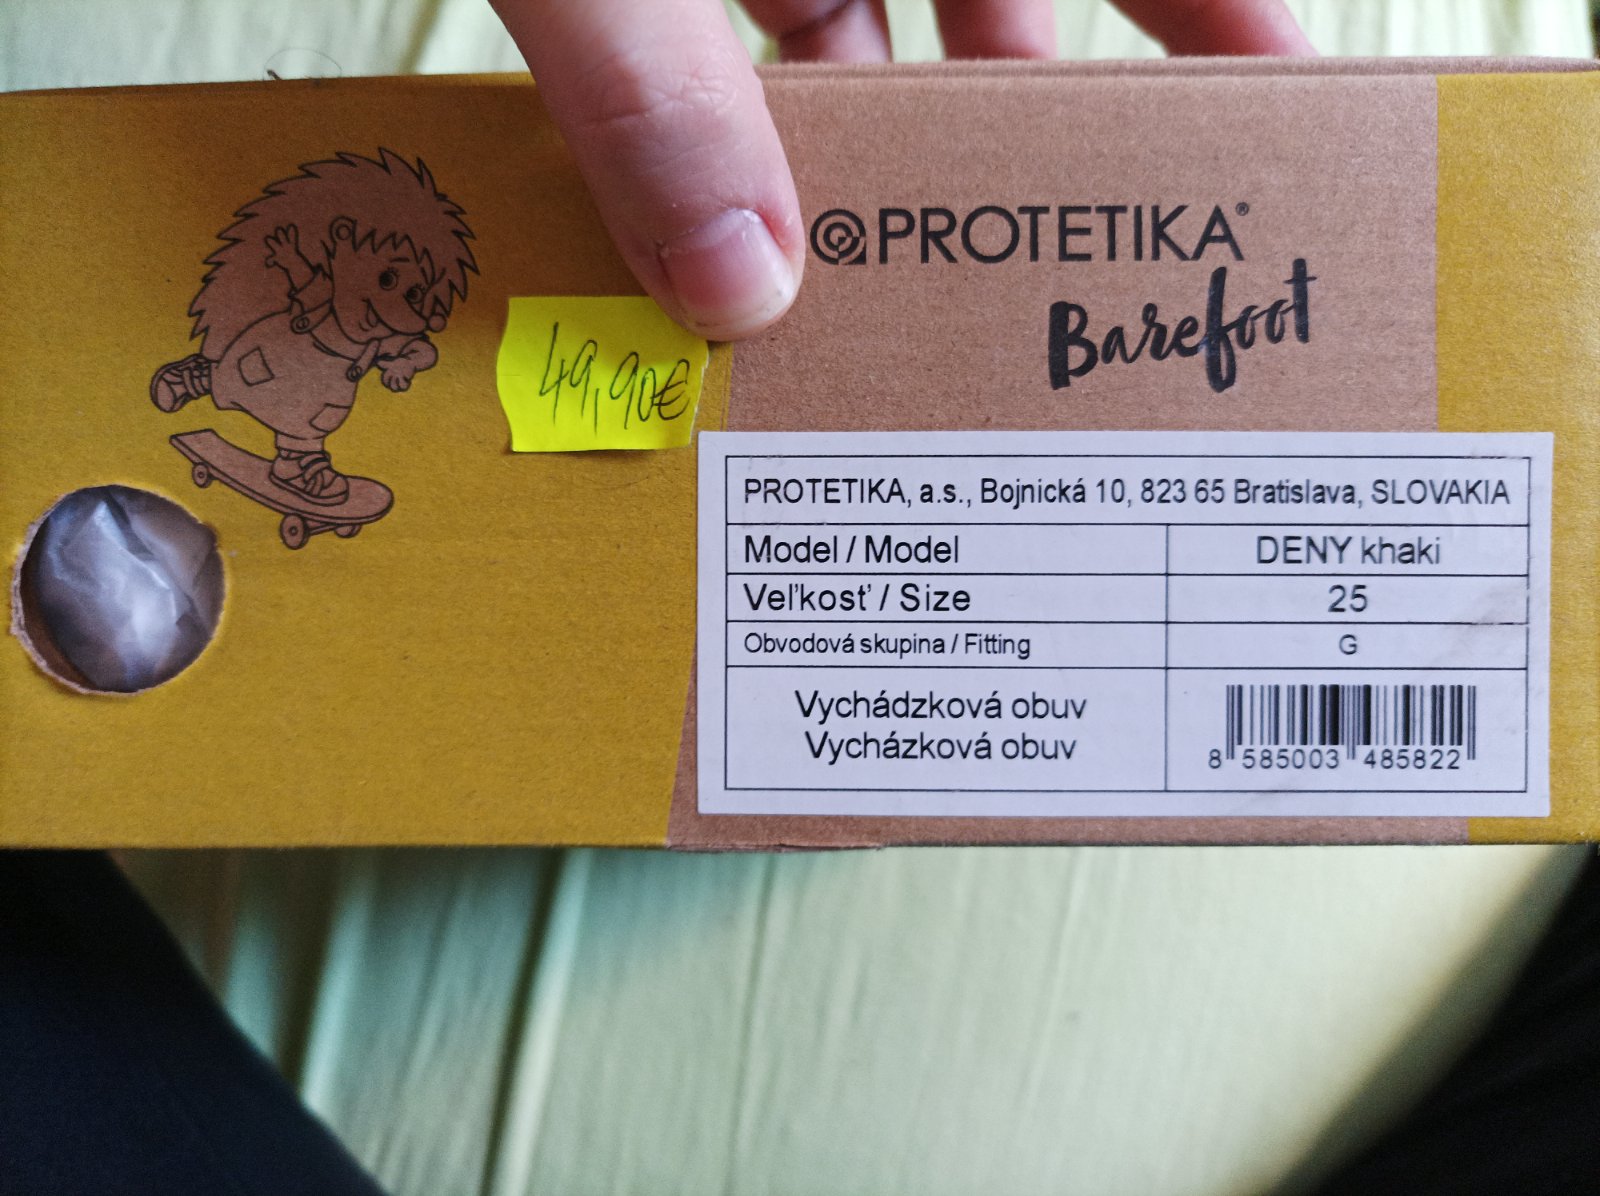 PROTETIKA®
Barefoot
49,90€
PROTETIKA, a.s., Bojnická 10, 823 65 Bratislava, SLOVAKIA
Model / Model DENY khaki
Veľkosť / Size 25
Obvodová skupina / Fitting G
Vychádzková obuv
Vycházková obuv
8 585003 485822